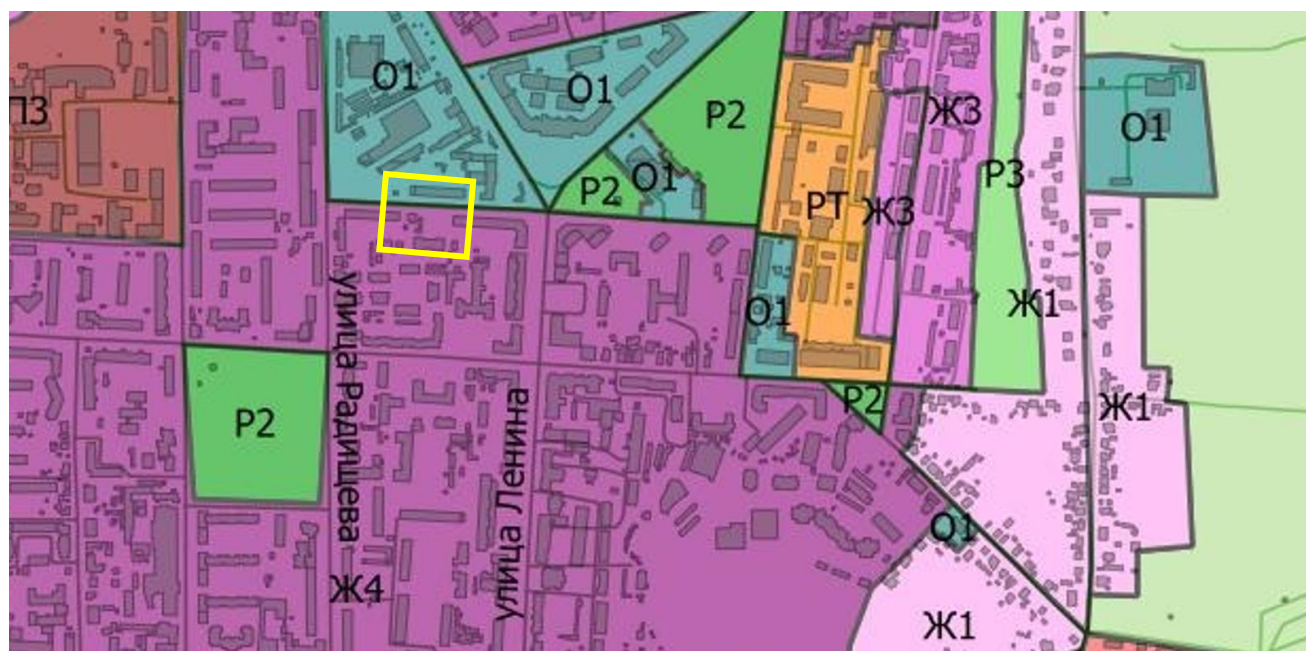 О1
О1
П3
Р2
Ж3
О1
Р3
О1
Р2
РТ
Ж3
О1
Ж1
улица Радищева
Р2
Р2
Ж1
улица Ленина
О1
Ж4
Ж1